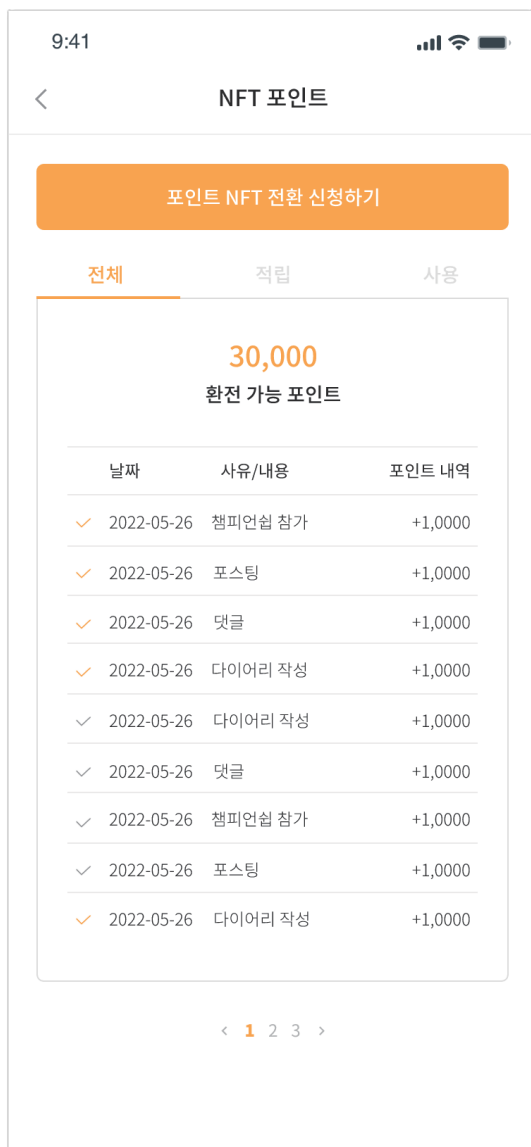 9:41
NFT 포인트
포인트 NFT 전환 신청하기
전체 적립 사용
30,000
환전 가능 포인트
날짜 사유/내용 포인트 내역
2022-05-26 챔피언쉽 참가 +1,0000
2022-05-26 포스팅 +1,0000
2022-05-26 댓글 +1,0000
2022-05-26 다이어리 작성 +1,0000
2022-05-26 다이어리 작성 +1,0000
2022-05-26 댓글 +1,0000
2022-05-26 챔피언쉽 참가 +1,0000
2022-05-26 포스팅 +1,0000
2022-05-26 다이어리 작성 +1,0000
< 1 2 3 >